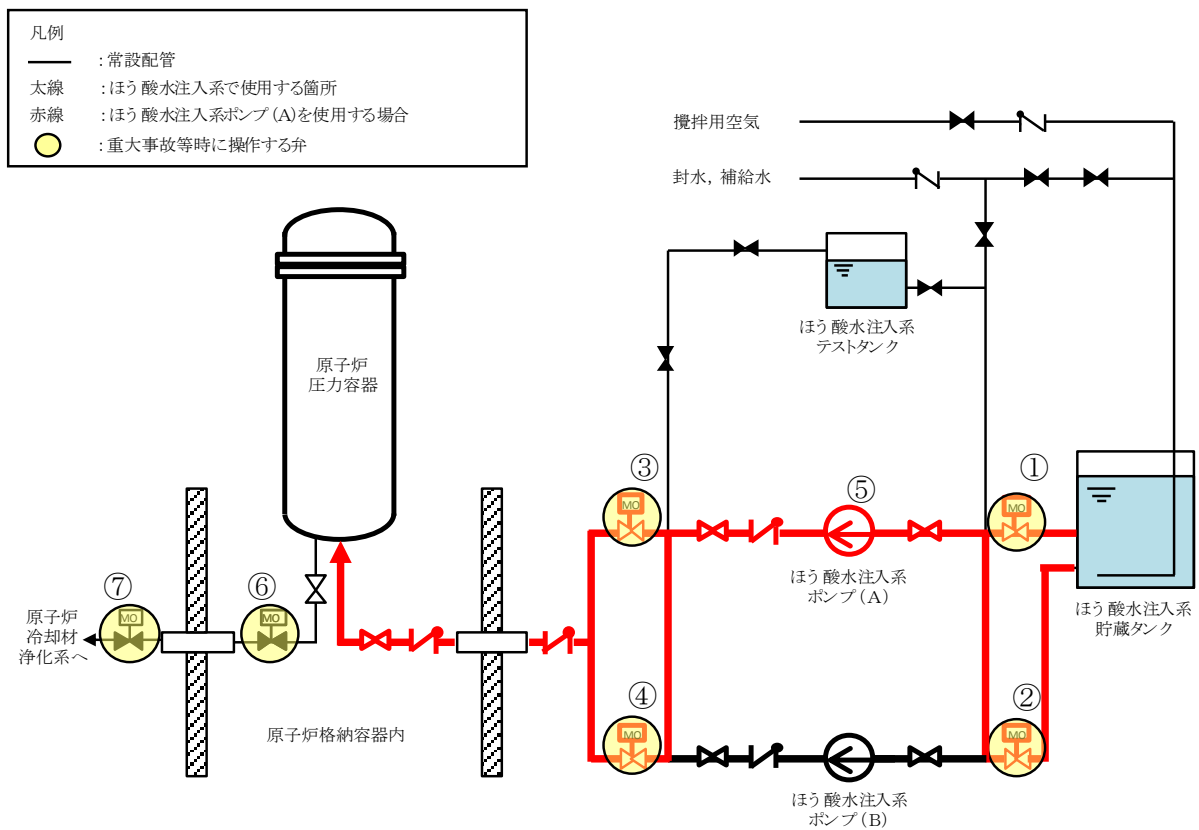 凡例
：常設配管
太線 ：ほう酸水注入系で使用する箇所
赤線 ：ほう酸水注入系ポンプ(A)を使用する場合
：重大事故等時に操作する弁
攪拌用空気
封水，補給水
ほう酸水注入系
テストタンク
原子炉
圧力容器
③
⑤
①
MO
MO
ほう酸水注入系
ポンプ(A)
ほう酸水注入系
貯蔵タンク
⑦
⑥
MO
MO
原子炉
冷却材
浄化系へ
④
②
MO
MO
原子炉格納容器内
ほう酸水注入系
ポンプ(B)